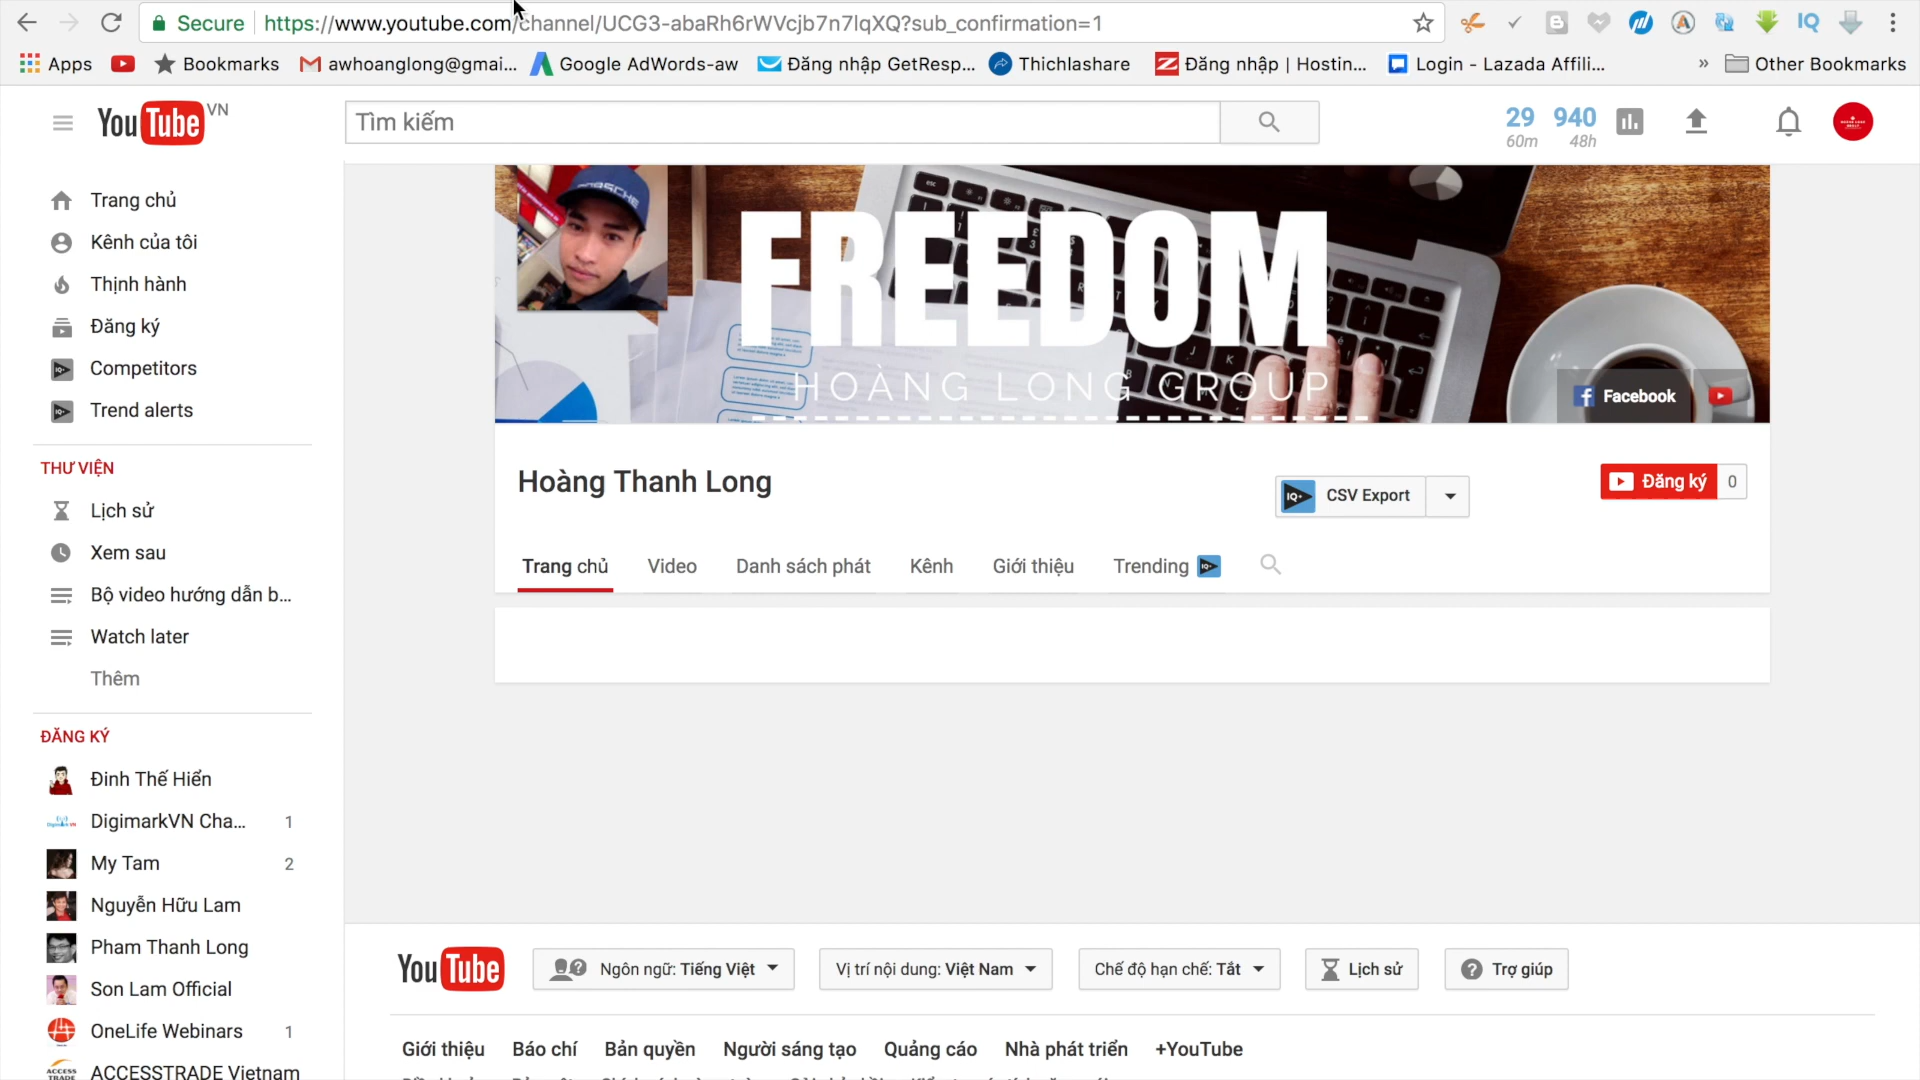 Secure https://www.youtube.com/channel/UCG3-abaRh6rWVcjb7n7lqXQ?sub_confirmation=1
Apps Bookmarks awhoanglong@gmai... Google AdWords-aw Đăng nhập GetResp... Thichlashare Đăng nhập | Hostin... Login - Lazada Affili... » Other Bookmarks
YouTube VN
Tìm kiếm
29 940
60m 48h
Trang chủ
Kênh của tôi
Thịnh hành
Đăng ký
Competitors
Trend alerts
THƯ VIỆN
Lịch sử
Xem sau
Bộ video hướng dẫn b...
Watch later
Thêm
ĐĂNG KÝ
Đinh Thế Hiển
DigimarkVN Cha... 1
My Tam 2
Nguyễn Hữu Lam
Pham Thanh Long
Son Lam Official
OneLife Webinars 1
ACCESSTRADE Vietnam
PORSCHE
FREEDOM
HOÀNG LONG GROUP
Facebook
Hoàng Thanh Long
CSV Export
Đăng ký 0
Trang chủ Video Danh sách phát Kênh Giới thiệu Trending
YouTube
Ngôn ngữ: Tiếng Việt
Vị trí nội dung: Việt Nam
Chế độ hạn chế: Tắt
Lịch sử
Trợ giúp
Giới thiệu Báo chí Bản quyền Người sáng tạo Quảng cáo Nhà phát triển +YouTube